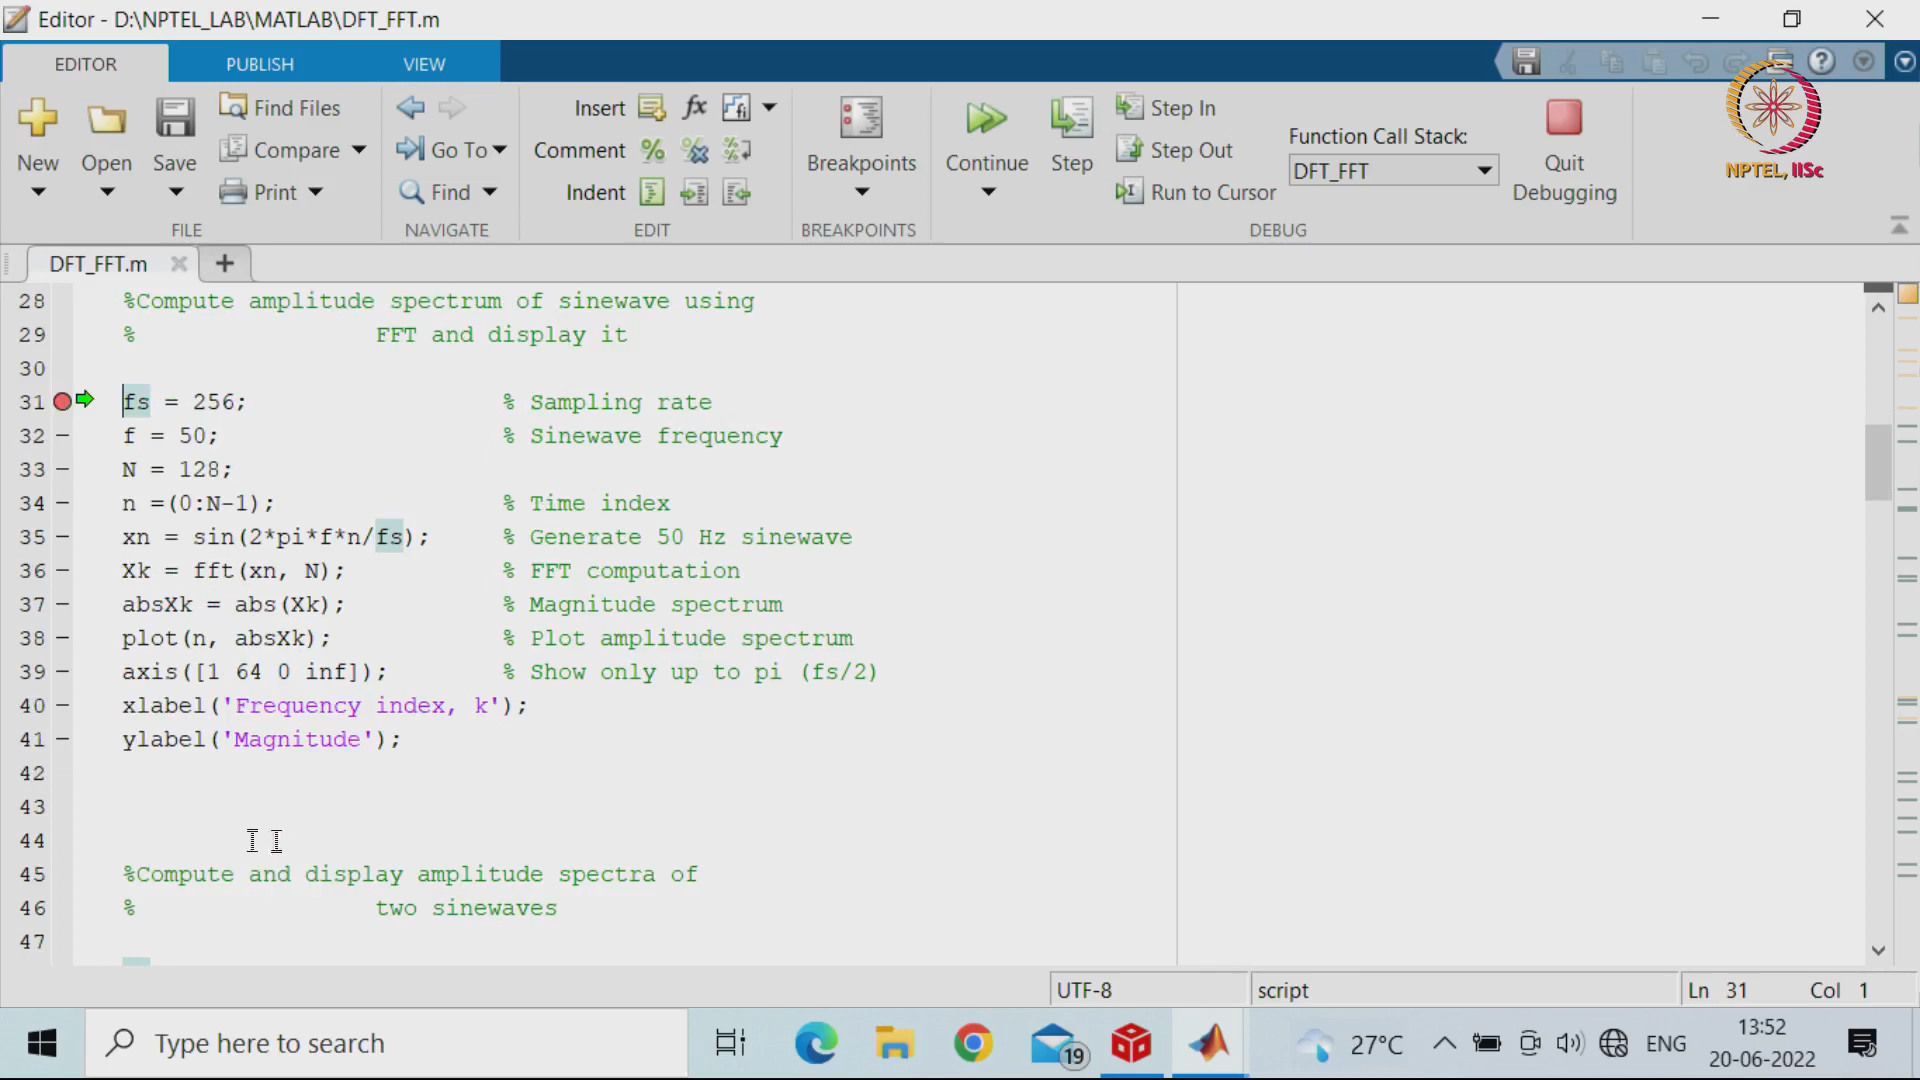 Editor - D:\NPTEL_LAB\MATLAB\DFT_FFT.m
EDITOR PUBLISH VIEW
New Open Save Find Files Compare Print
FILE
Go To Find
NAVIGATE
Insert fx
Comment % %
Indent
EDIT
Breakpoints
BREAKPOINTS
Continue Step Step In Step Out Run to Cursor
Function Call Stack:
DFT_FFT
Quit Debugging
DEBUG
NPTEL, IISc
DFT_FFT.m
28 %Compute amplitude spectrum of sinewave using
29 % FFT and display it
30
31 fs = 256; % Sampling rate
32 – f = 50; % Sinewave frequency
33 – N = 128;
34 – n =(0:N-1); % Time index
35 – xn = sin(2*pi*f*n/fs); % Generate 50 Hz sinewave
36 – Xk = fft(xn, N); % FFT computation
37 – absXk = abs(Xk); % Magnitude spectrum
38 – plot(n, absXk); % Plot amplitude spectrum
39 – axis([1 64 0 inf]); % Show only up to pi (fs/2)
40 – xlabel('Frequency index, k');
41 – ylabel('Magnitude');
42
43
44
45 %Compute and display amplitude spectra of
46 % two sinewaves
47
UTF-8 script Ln 31 Col 1
Type here to search
19
27°C
ENG
13:52
20-06-2022